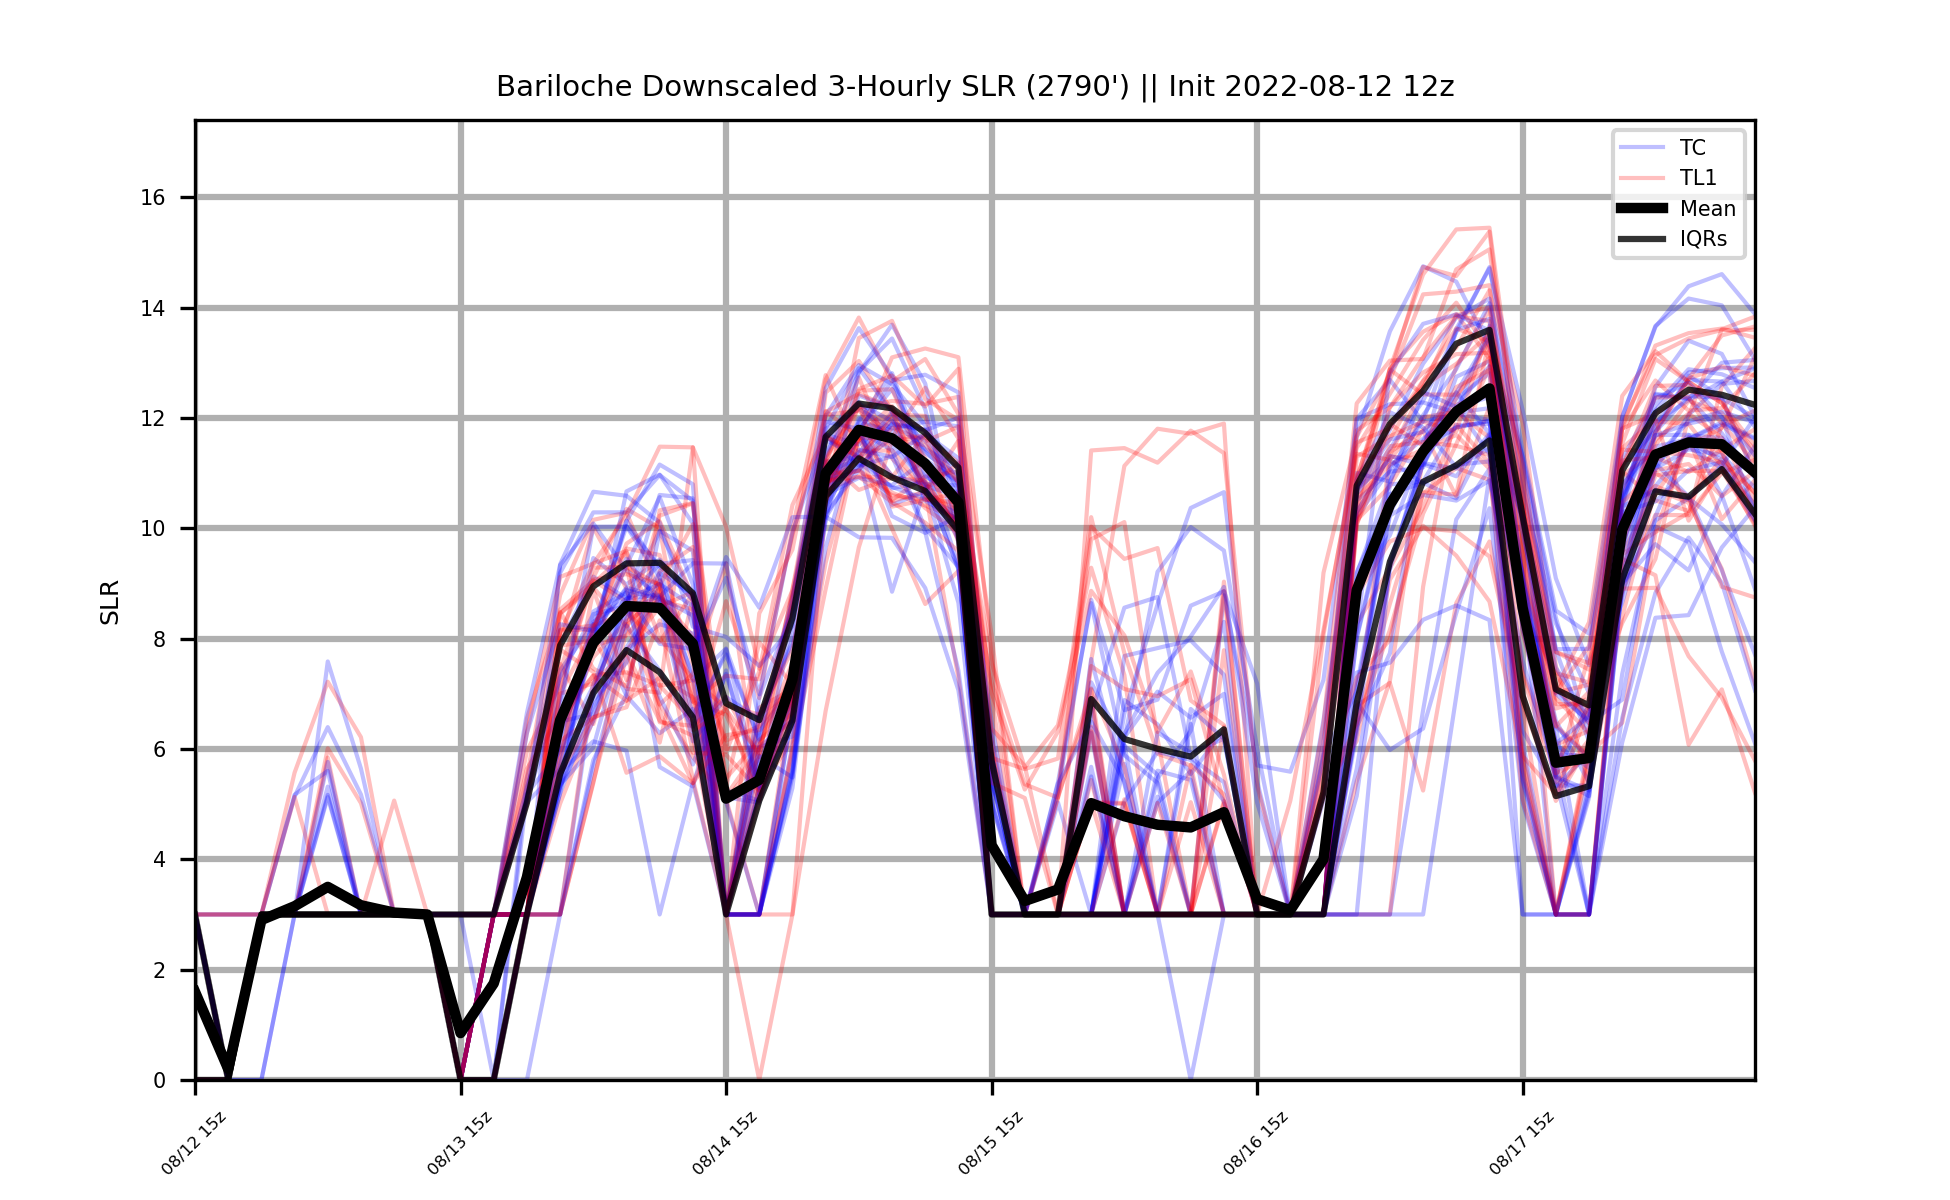 Bariloche Downscaled 3-Hourly SLR (2790') || Init 2022-08-12 12z
TC
TL1
Mean
IQRs
16
14
12
10
8
6
4
2
0
SLR
08/12 15z
08/13 15z
08/14 15z
08/15 15z
08/16 15z
08/17 15z